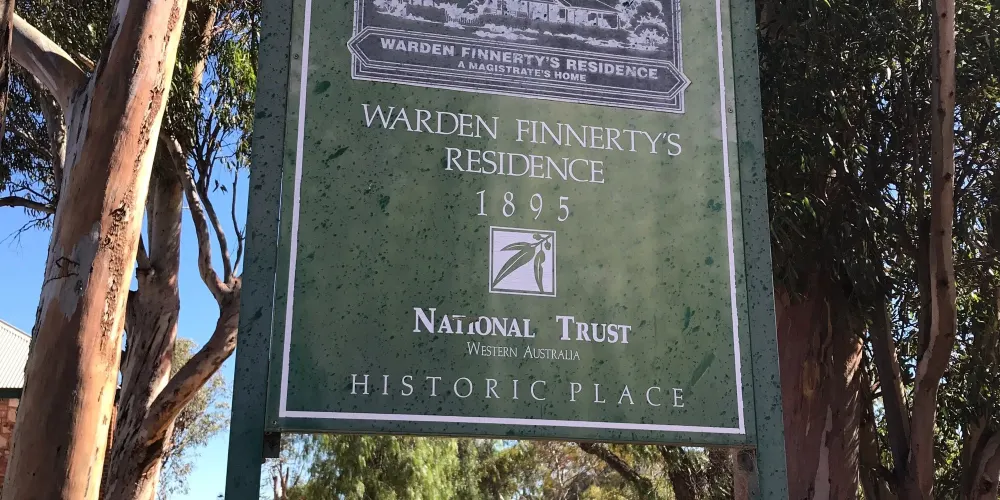 WARDEN FINNERTY'S RESIDENCE
A MAGISTRATE'S HOME
WARDEN FINNERTY'S
RESIDENCE
1895
NATIONAL TRUST
WESTERN AUSTRALIA
HISTORIC PLACE